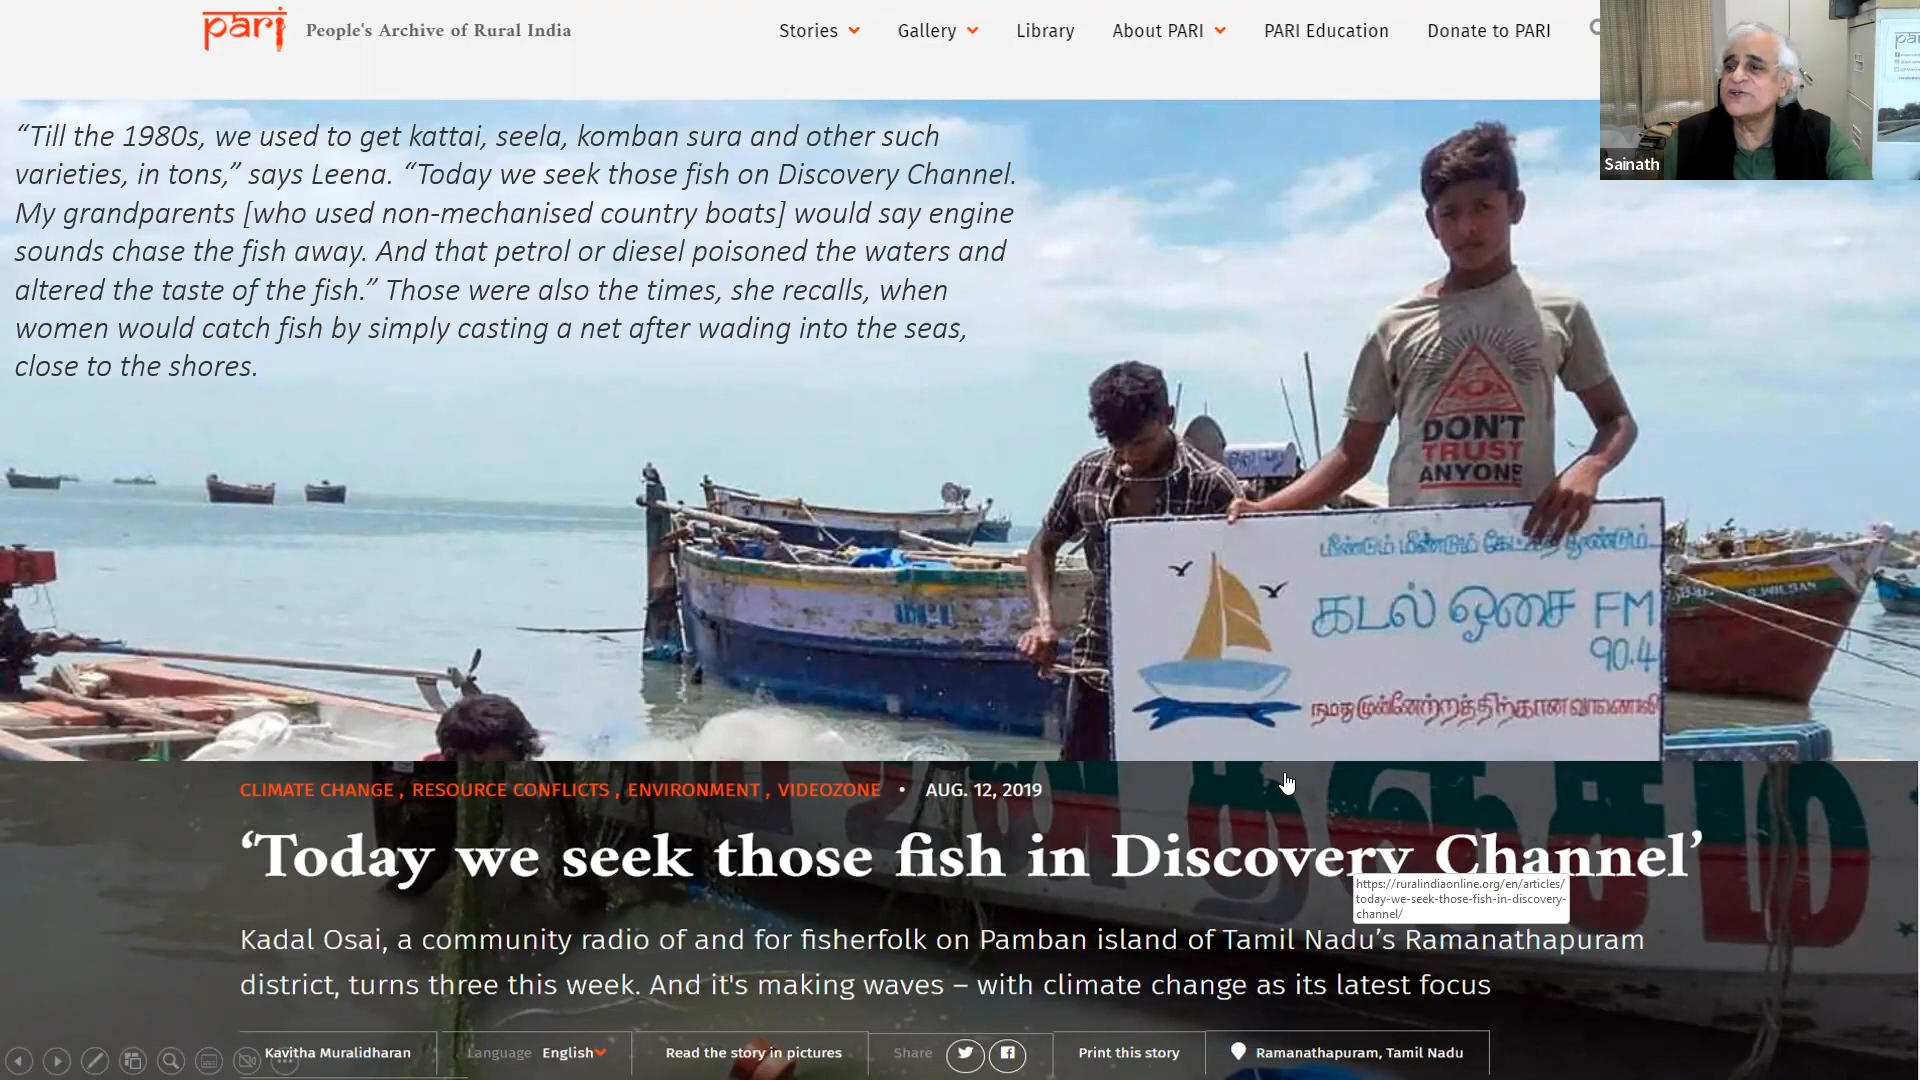 pari People's Archive of Rural India
Stories Gallery Library About PARI PARI Education Donate to PARI
Sainath
“Till the 1980s, we used to get kattai, seela, komban sura and other such
varieties, in tons,” says Leena. “Today we seek those fish on Discovery Channel.
My grandparents [who used non-mechanised country boats] would say engine
sounds chase the fish away. And that petrol or diesel poisoned the waters and
altered the taste of the fish.” Those were also the times, she recalls, when
women would catch fish by simply casting a net after wading into the seas,
close to the shores.
DON'T
TRUST
ANYONE
மீண்டும் மீண்டும் கேட்கத் தூண்டும்
கடல் ஓசை FM
90.4
நமது முன்னேற்றத்திற்கான வானொலி
S.WILSAN
CLIMATE CHANGE , RESOURCE CONFLICTS , ENVIRONMENT , VIDEOZONE • AUG. 12, 2019
‘Today we seek those fish in Discovery Channel’
https://ruralindiaonline.org/en/articles/
today-we-seek-those-fish-in-discovery-
channel/
Kadal Osai, a community radio of and for fisherfolk on Pamban island of Tamil Nadu’s Ramanathapuram
district, turns three this week. And it's making waves – with climate change as its latest focus
Kavitha Muralidharan Language English Read the story in pictures Share Print this story Ramanathapuram, Tamil Nadu